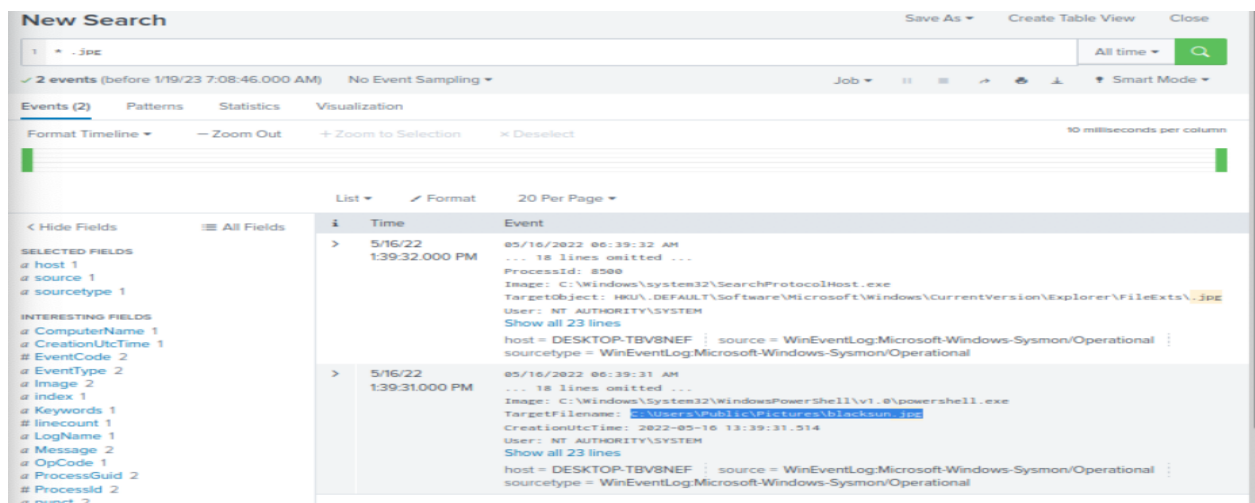 New Search
Save As Create Table View Close
1 * .jpg
All time
2 events (before 1/19/23 7:08:46.000 AM) No Event Sampling
Job Smart Mode
Events (2) Patterns Statistics Visualization
Format Timeline — Zoom Out + Zoom to Selection × Deselect
10 milliseconds per column
List Format 20 Per Page
< Hide Fields All Fields
i Time Event
SELECTED FIELDS
a host 1
a source 1
a sourcetype 1
INTERESTING FIELDS
a ComputerName 1
a CreationUtcTime 1
# EventCode 2
a EventType 2
a Image 2
a index 1
a Keywords 1
# linecount 1
a LogName 1
a Message 2
a OpCode 1
a ProcessGuid 2
# ProcessId 2
a punct 2
> 5/16/22
1:39:32.000 PM
05/16/2022 06:39:32 AM
... 18 lines omitted ...
ProcessId: 8500
Image: C:\Windows\system32\SearchProtocolHost.exe
TargetObject: HKU\.DEFAULT\Software\Microsoft\Windows\CurrentVersion\Explorer\FileExts\.jpg
User: NT AUTHORITY\SYSTEM
Show all 23 lines
host = DESKTOP-TBV8NEF source = WinEventLog:Microsoft-Windows-Sysmon/Operational
sourcetype = WinEventLog:Microsoft-Windows-Sysmon/Operational
> 5/16/22
1:39:31.000 PM
05/16/2022 06:39:31 AM
... 18 lines omitted ...
Image: C:\Windows\System32\WindowsPowerShell\v1.0\powershell.exe
TargetFilename: C:\Users\Public\Pictures\blacksun.jpg
CreationUtcTime: 2022-05-16 13:39:31.514
User: NT AUTHORITY\SYSTEM
Show all 23 lines
host = DESKTOP-TBV8NEF source = WinEventLog:Microsoft-Windows-Sysmon/Operational
sourcetype = WinEventLog:Microsoft-Windows-Sysmon/Operational